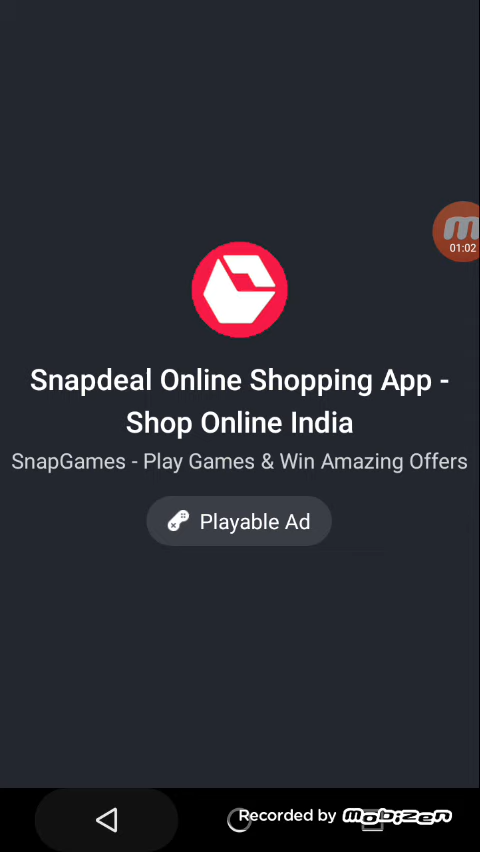 01:02
Snapdeal Online Shopping App -
Shop Online India
SnapGames - Play Games & Win Amazing Offers
Playable Ad
Recorded by mobizen